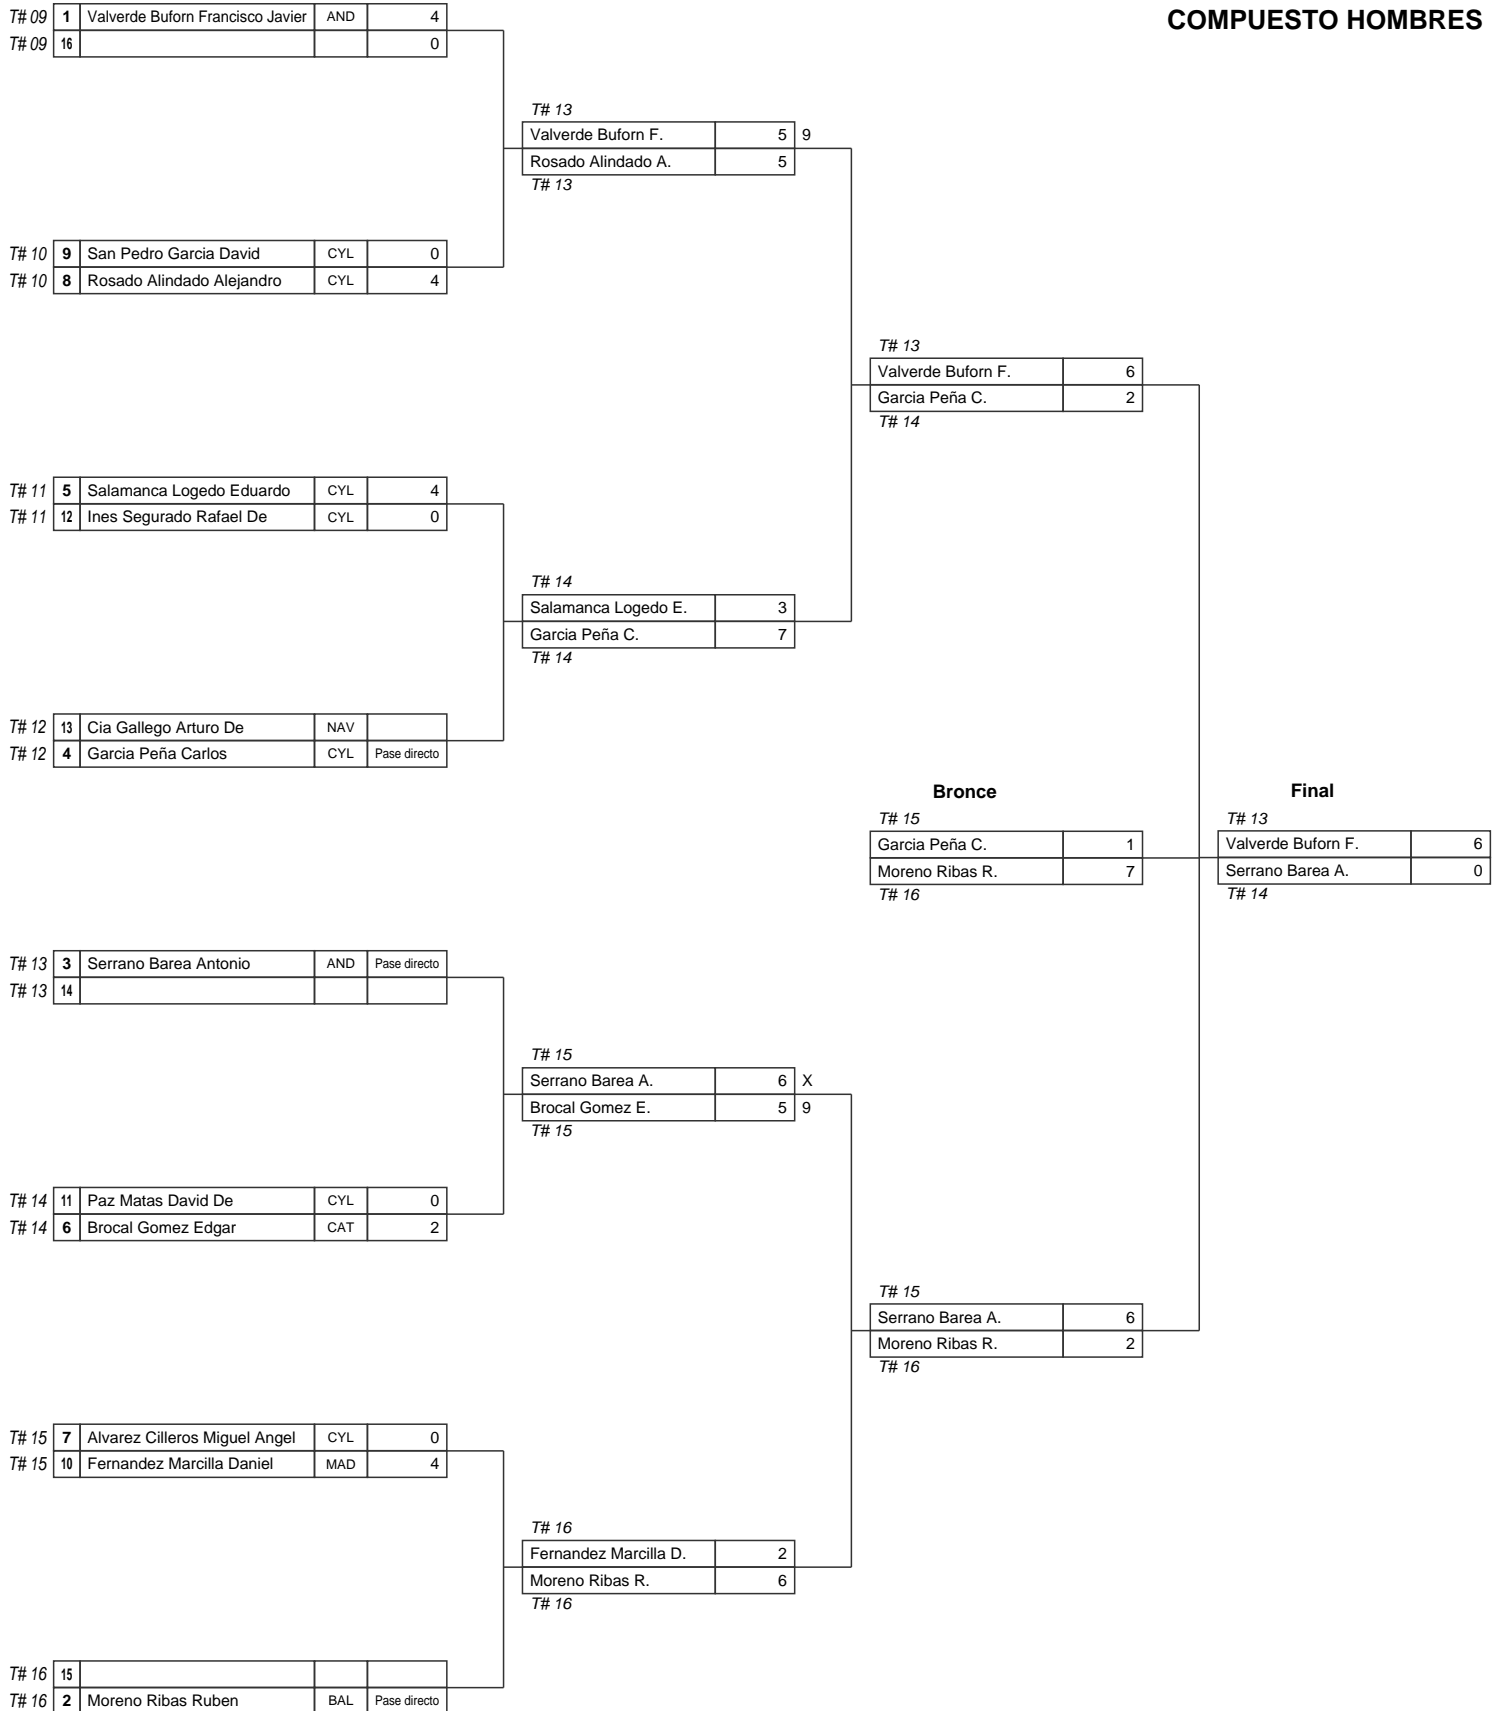 COMPUESTO HOMBRES
T# 09 1 Valverde Buforn Francisco Javier AND 4
T# 09 16 0
T# 13
Valverde Buforn F. 5 9
Rosado Alindado A. 5
T# 13
T# 10 9 San Pedro Garcia David CYL 0
T# 10 8 Rosado Alindado Alejandro CYL 4
T# 13
Valverde Buforn F. 6
Garcia Peña C. 2
T# 14
T# 11 5 Salamanca Logedo Eduardo CYL 4
T# 11 12 Ines Segurado Rafael De CYL 0
T# 14
Salamanca Logedo E. 3
Garcia Peña C. 7
T# 14
T# 12 13 Cia Gallego Arturo De NAV
T# 12 4 Garcia Peña Carlos CYL Pase directo
Bronce
T# 15
Garcia Peña C. 1
Moreno Ribas R. 7
T# 16
Final
T# 13
Valverde Buforn F. 6
Serrano Barea A. 0
T# 14
T# 13 3 Serrano Barea Antonio AND Pase directo
T# 13 14
T# 15
Serrano Barea A. 6 X
Brocal Gomez E. 5 9
T# 15
T# 14 11 Paz Matas David De CYL 0
T# 14 6 Brocal Gomez Edgar CAT 2
T# 15
Serrano Barea A. 6
Moreno Ribas R. 2
T# 16
T# 15 7 Alvarez Cilleros Miguel Angel CYL 0
T# 15 10 Fernandez Marcilla Daniel MAD 4
T# 16
Fernandez Marcilla D. 2
Moreno Ribas R. 6
T# 16
T# 16 15
T# 16 2 Moreno Ribas Ruben BAL Pase directo